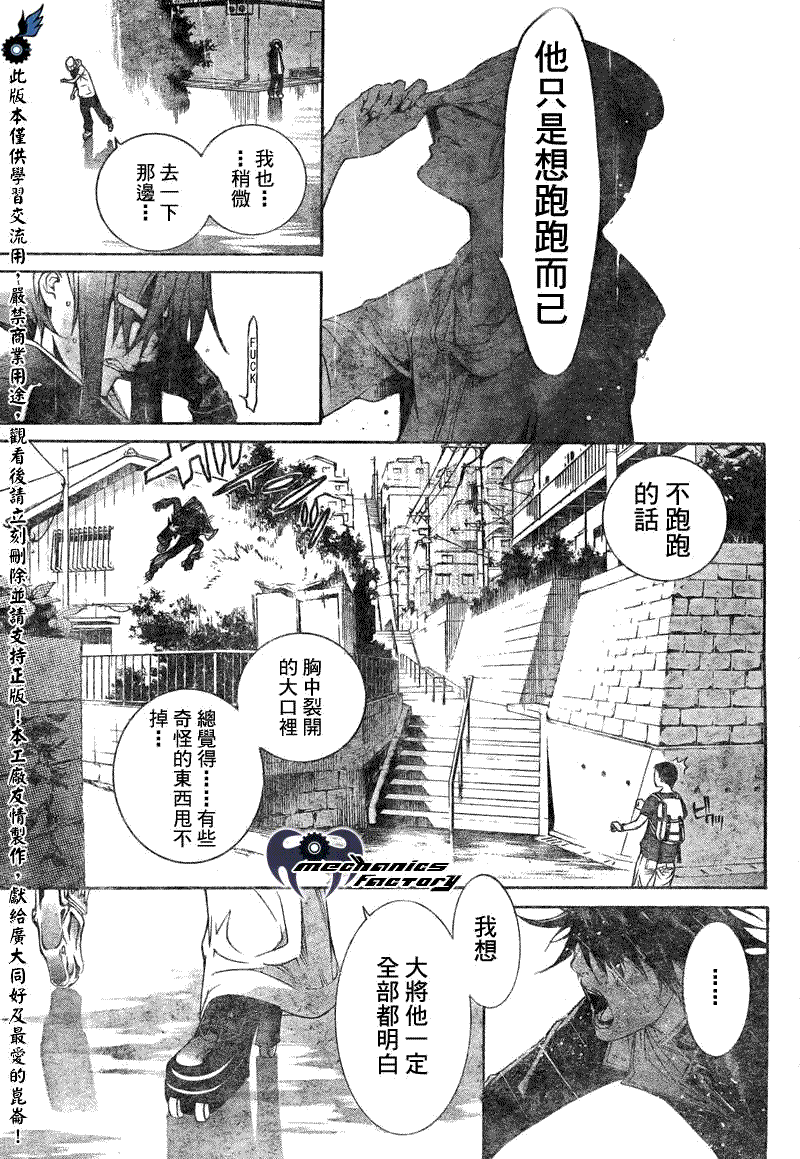 他只是想跑跑而已
我也…
…稍微
去一下
那邊…
FUCK
不跑跑
的話
胸中裂開
的大口裡
總覺得……有些
奇怪的東西甩不
掉…
……
我想
大將他一定
全部都明白
mechanics
factory
此版本僅供學習交流用，嚴禁商業用途，觀看後請立刻刪除並請支持正版！本工廠友情製作，獻給廣大同好及最愛的崑崙！